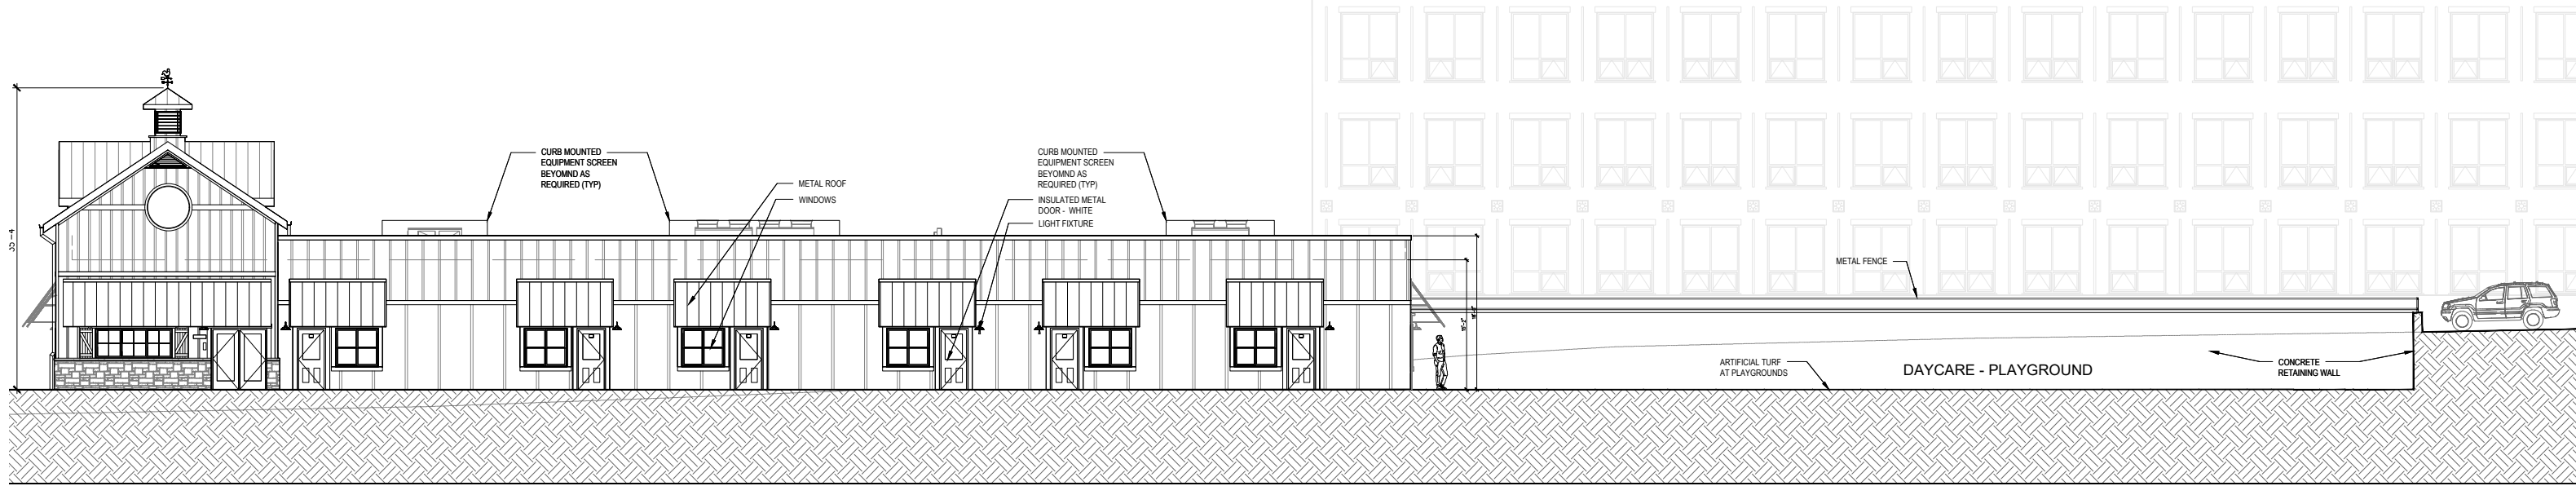 CURB MOUNTED
EQUIPMENT SCREEN
BEYOMND AS
REQUIRED (TYP)
METAL ROOF
WINDOWS
CURB MOUNTED
EQUIPMENT SCREEN
BEYOMND AS
REQUIRED (TYP)
INSULATED METAL
DOOR - WHITE
LIGHT FIXTURE
METAL FENCE
ARTIFICIAL TURF
AT PLAYGROUNDS
DAYCARE - PLAYGROUND
CONCRETE
RETAINING WALL